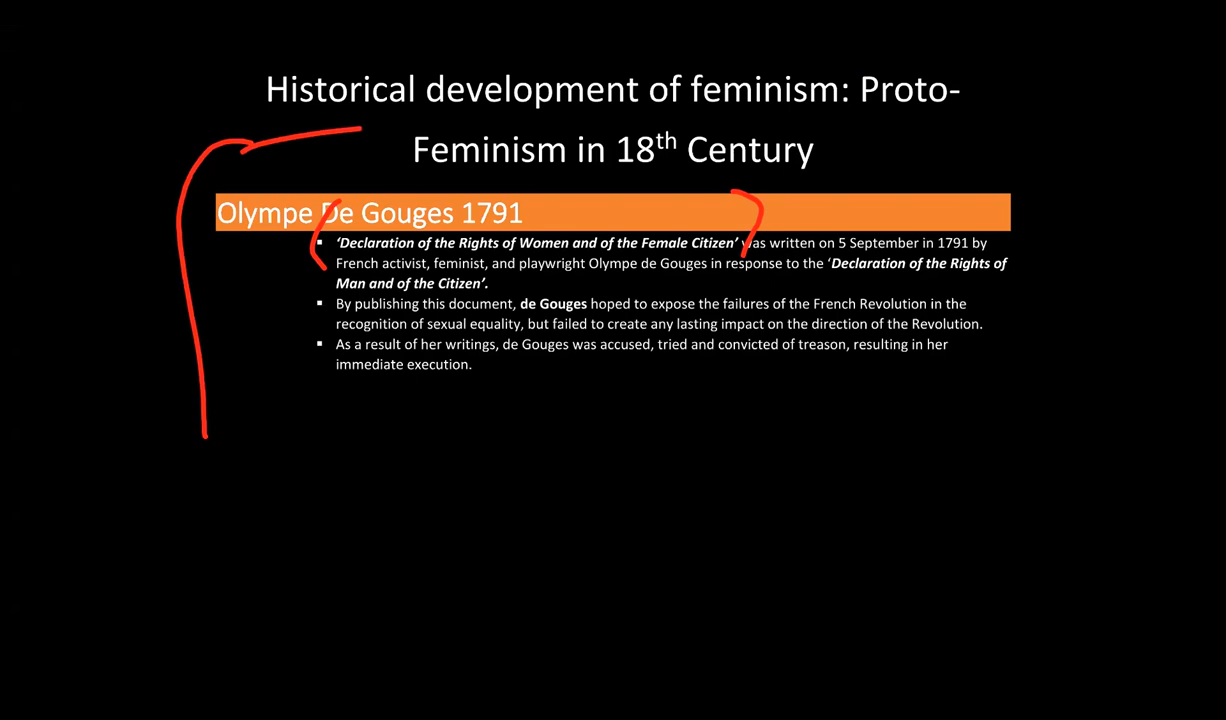 Historical development of feminism: Proto-
Feminism in 18th Century
Olympe De Gouges 1791
▪ ‘Declaration of the Rights of Women and of the Female Citizen’ was written on 5 September in 1791 by
French activist, feminist, and playwright Olympe de Gouges in response to the ‘Declaration of the Rights of
Man and of the Citizen’.
▪ By publishing this document, de Gouges hoped to expose the failures of the French Revolution in the
recognition of sexual equality, but failed to create any lasting impact on the direction of the Revolution.
▪ As a result of her writings, de Gouges was accused, tried and convicted of treason, resulting in her
immediate execution.